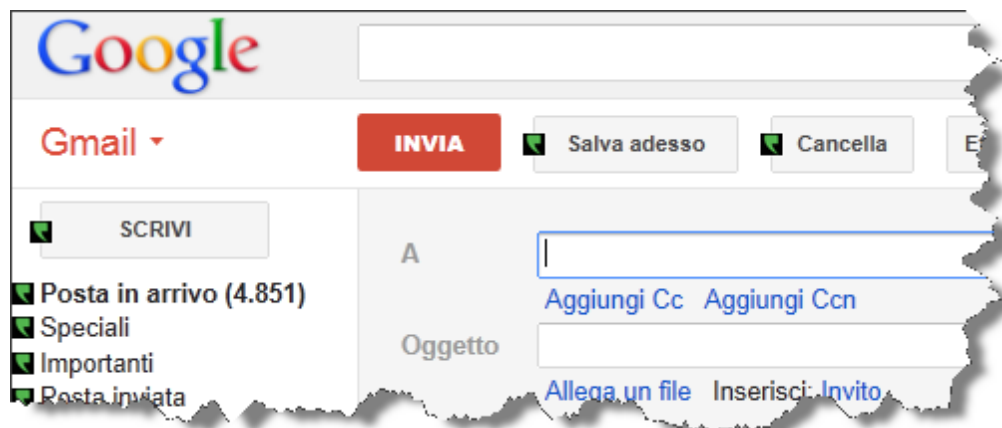 Google
Gmail
INVIA Salva adesso Cancella
SCRIVI
A
Posta in arrivo (4.851)
Aggiungi Cc Aggiungi Ccn
Speciali
Oggetto
Importanti
Posta inviata
Allega un file Inserisci: Invito